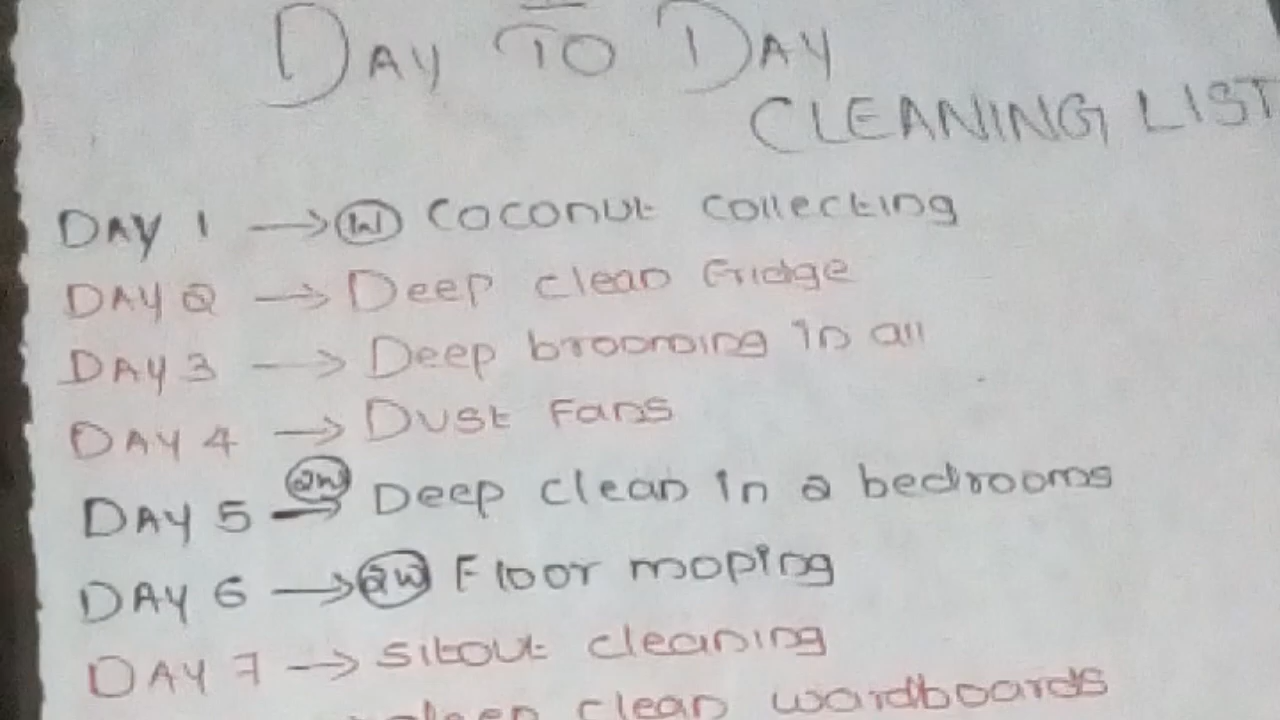 DAY TO DAY
CLEANING LIST
DAY 1 → 1w Coconut collecting
DAY 2 → Deep clean Fridge
DAY 3 → Deep brooming in all
DAY 4 → Dust Fans
DAY 5 → 2w Deep clean in 2 bedrooms
DAY 6 → 2w Floor moping
DAY 7 → sitout cleaning
deep clean wardboards